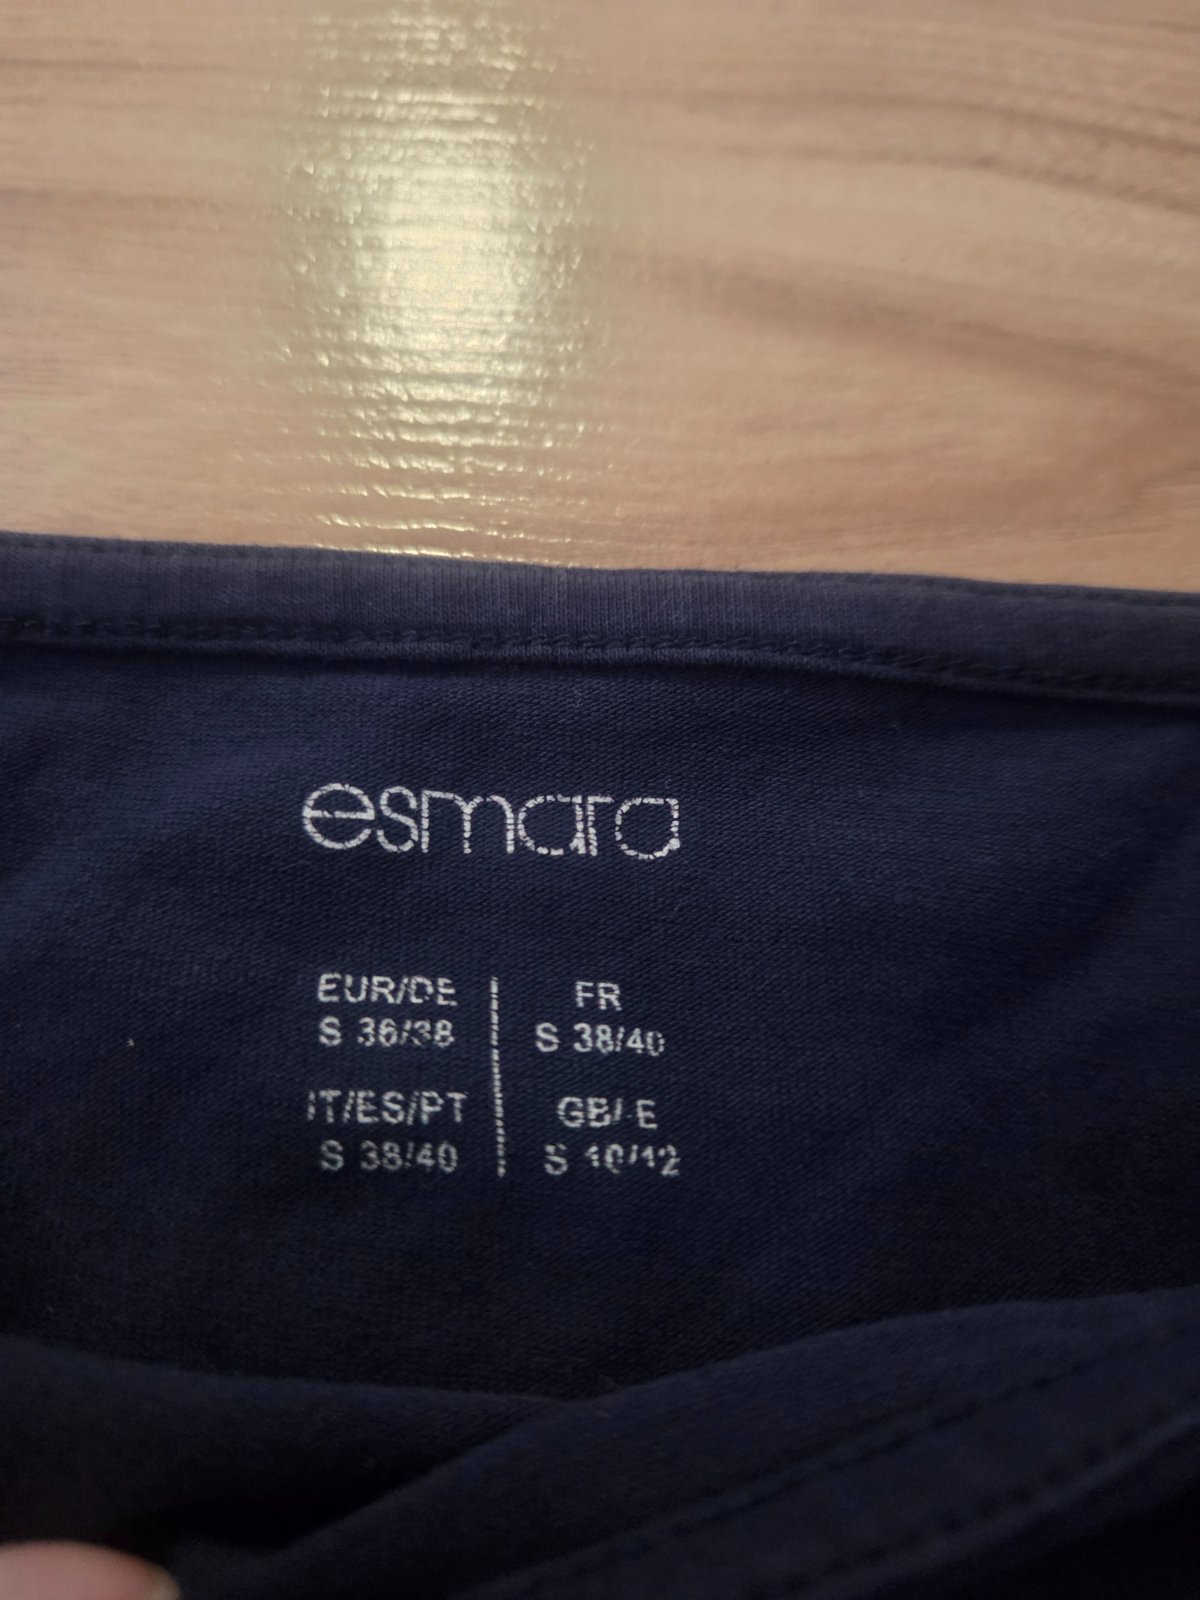 esmara
EUR/DE
S 36/38
FR
S 38/40
IT/ES/PT
S 38/40
GB/IE
S 10/12